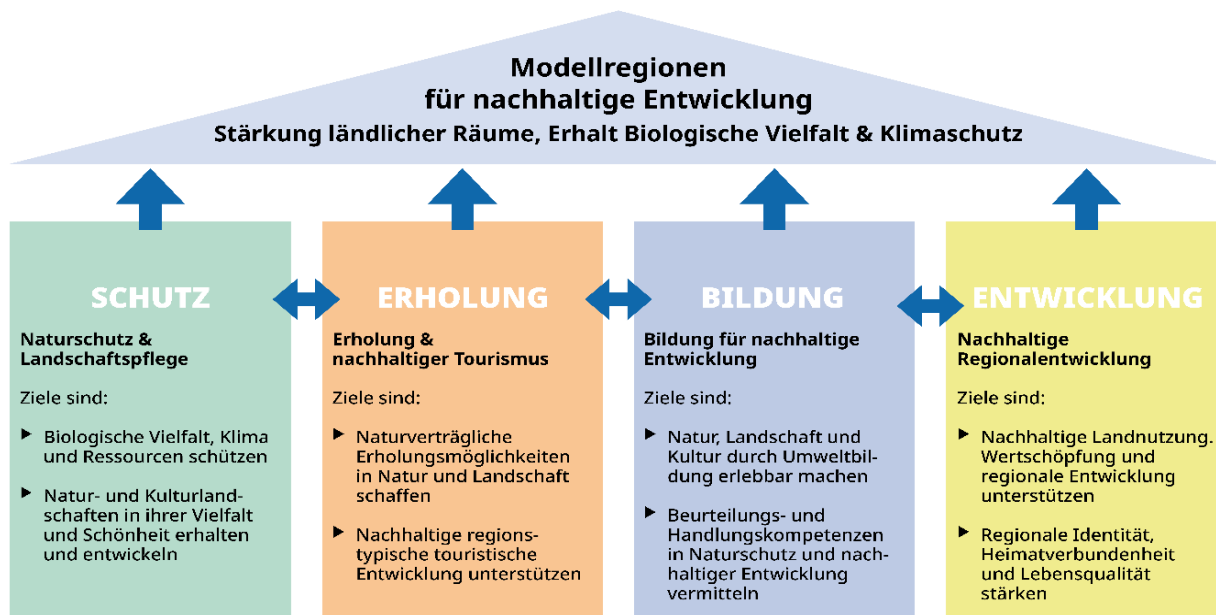 Modellregionen
für nachhaltige Entwicklung
Stärkung ländlicher Räume, Erhalt Biologische Vielfalt & Klimaschutz
SCHUTZ
Naturschutz &
Landschaftspflege
Ziele sind:
► Biologische Vielfalt, Klima
und Ressourcen schützen
► Natur- und Kulturland-
schaften in ihrer Vielfalt
und Schönheit erhalten
und entwickeln
ERHOLUNG
Erholung &
nachhaltiger Tourismus
Ziele sind:
► Naturverträgliche
Erholungsmöglichkeiten
in Natur und Landschaft
schaffen
► Nachhaltige regions-
typische touristische
Entwicklung unterstützen
BILDUNG
Bildung für nachhaltige
Entwicklung
Ziele sind:
► Natur, Landschaft und
Kultur durch Umweltbil-
dung erlebbar machen
► Beurteilungs- und
Handlungskompetenzen
in Naturschutz und nach-
haltiger Entwicklung
vermitteln
ENTWICKLUNG
Nachhaltige
Regionalentwicklung
Ziele sind:
► Nachhaltige Landnutzung.
Wertschöpfung und
regionale Entwicklung
unterstützen
► Regionale Identität,
Heimatverbundenheit
und Lebensqualität
stärken